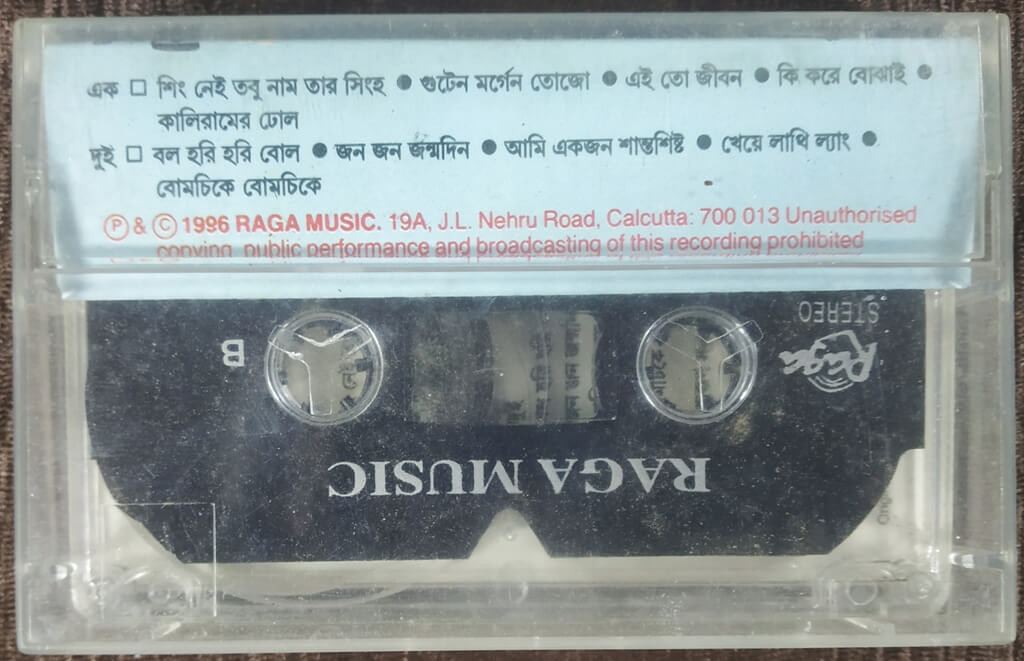 এক □ শিং নেই তবু নাম তার সিংহ ● গুটেন মর্গেন তোজো ● এই তো জীবন ● কি করে বোঝাই ●
কালিরামের ঢোল
দুই □ বল হরি হরি বোল ● জন জন জন্মদিন ● আমি একজন শান্তশিষ্ট ● খেয়ে লাথি ল্যাং ●
বোমচিকে বোমচিকে
Ⓟ & © 1996 RAGA MUSIC. 19A, J.L. Nehru Road, Calcutta: 700 013 Unauthorised
copying, public performance and broadcasting of this recording prohibited
STEREO
B
Raga
RAGA MUSIC